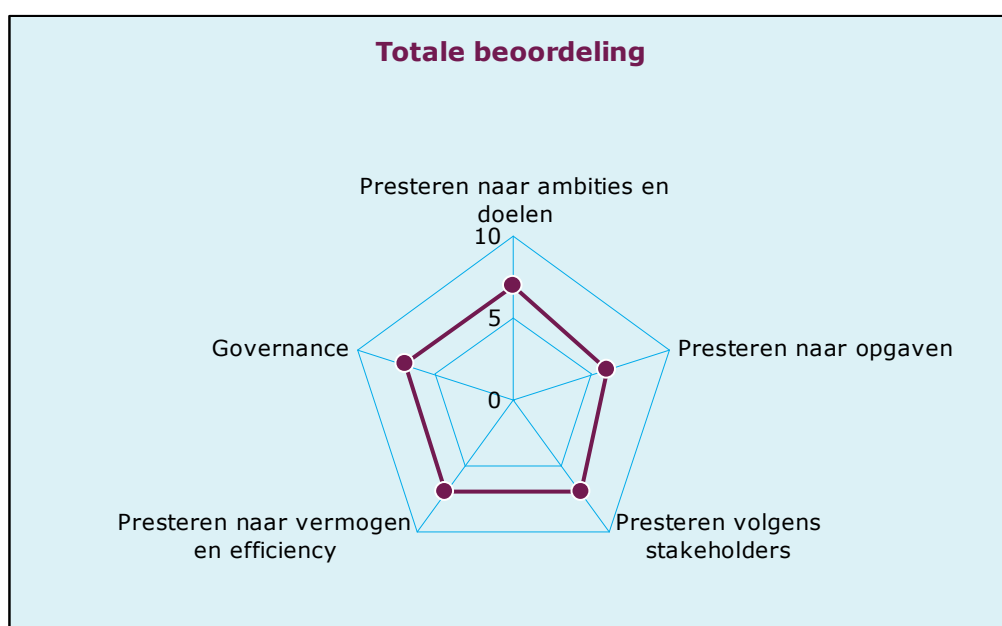 Totale beoordeling
Presteren naar ambities en
doelen
10
5
0
Governance
Presteren naar opgaven
Presteren naar vermogen
en efficiency
Presteren volgens
stakeholders